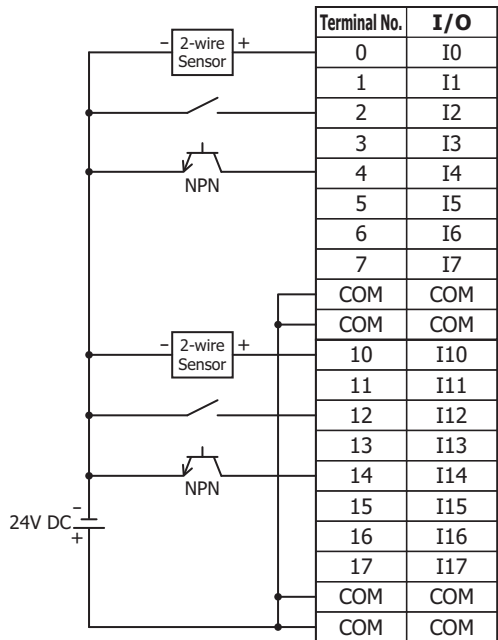 Terminal No. I/O
- 2-wire Sensor + 0 I0
1 I1
2 I2
3 I3
NPN 4 I4
5 I5
6 I6
7 I7
COM COM
COM COM
- 2-wire Sensor + 10 I10
11 I11
12 I12
13 I13
NPN 14 I14
15 I15
24V DC - + 16 I16
17 I17
COM COM
COM COM